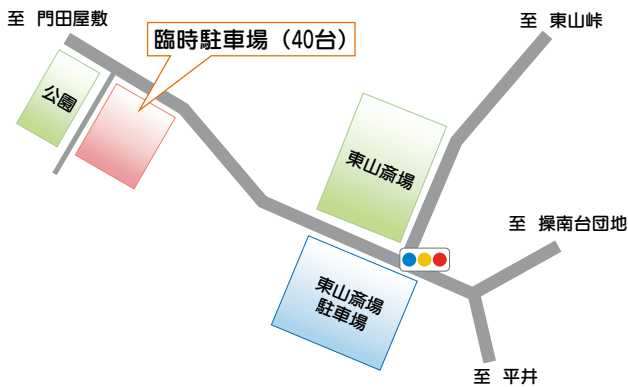 至 門田屋敷
臨時駐車場（40台）
至 東山峠
公園
東山斎場
至 操南台団地
東山斎場
駐車場
至 平井